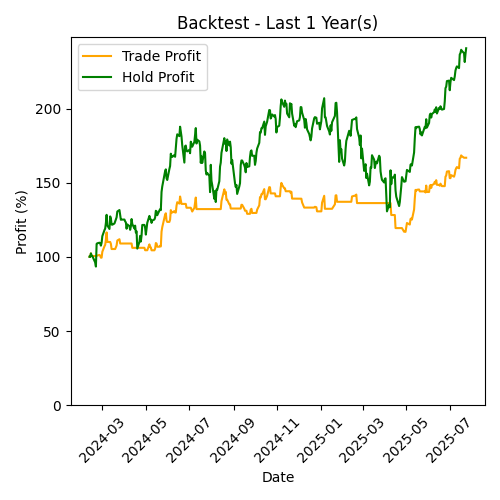 Backtest - Last 1 Year(s)
Trade Profit
Hold Profit
Profit (%)
200
150
100
50
0
2024-03
2024-05
2024-07
2024-09
2024-11
2025-01
2025-03
2025-05
2025-07
Date